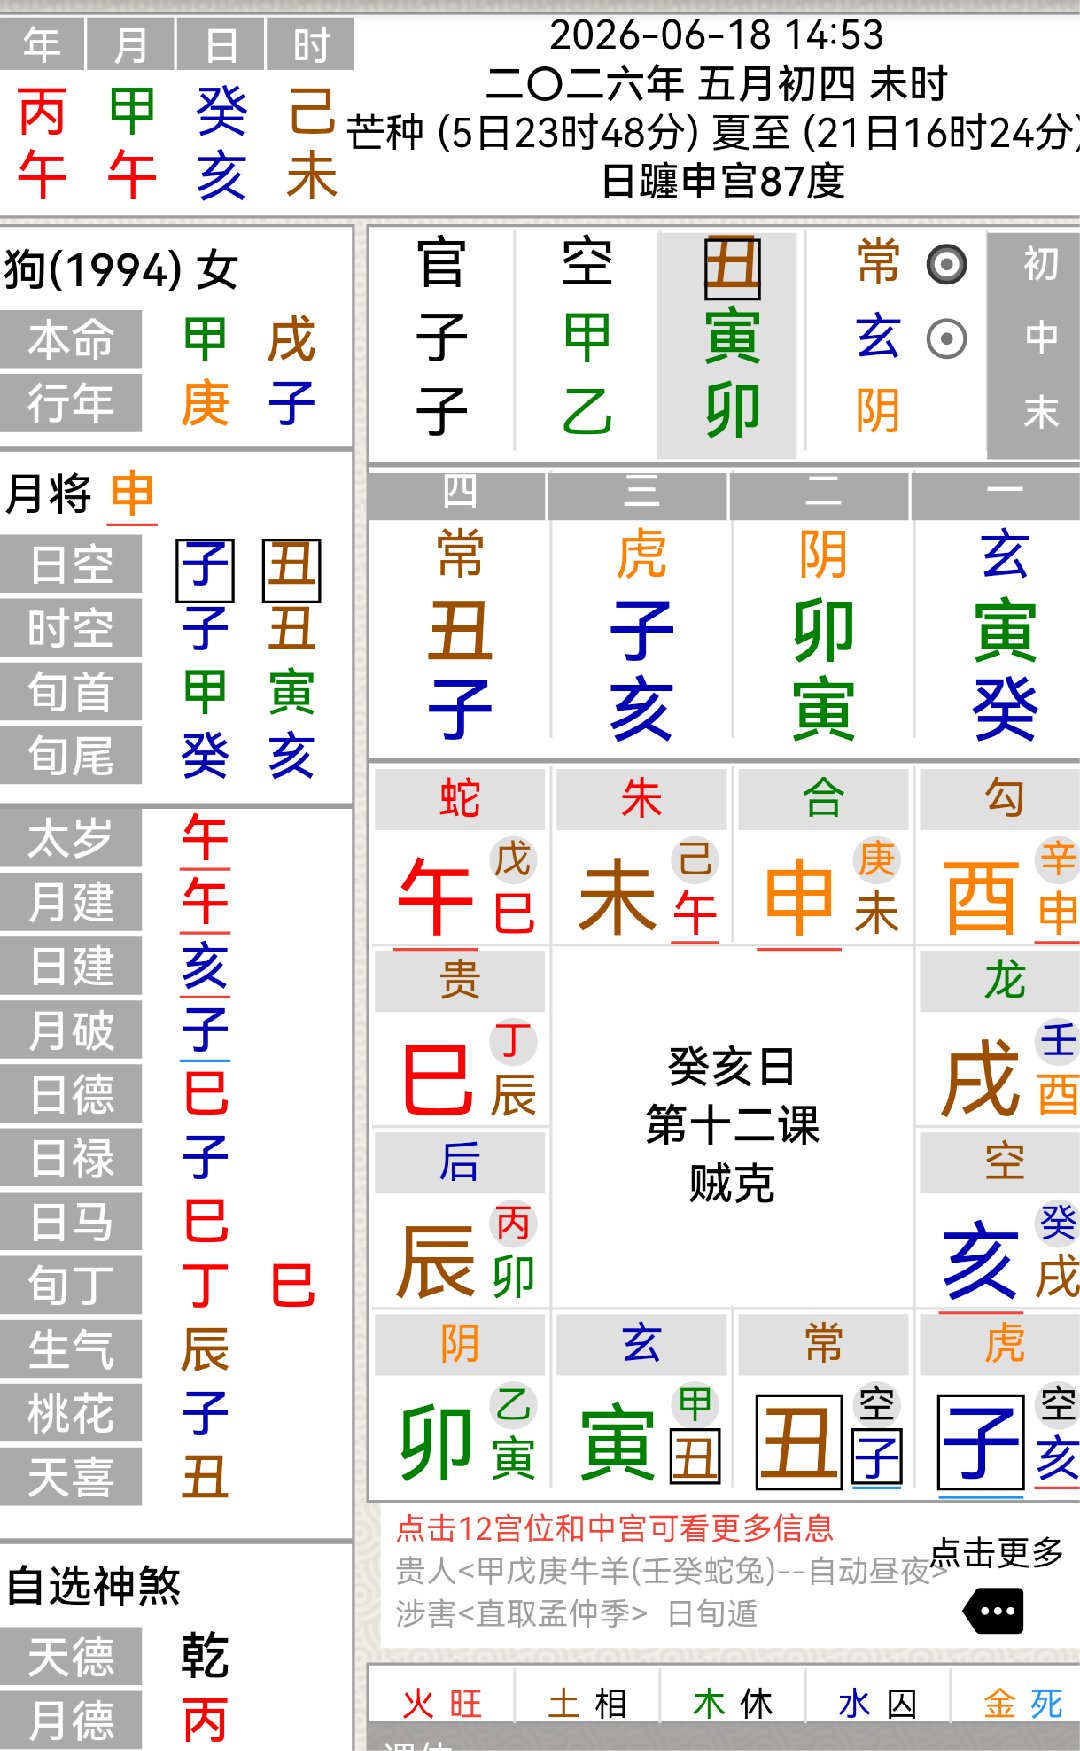 年 月 日 时
丙 甲 癸 己
午 午 亥 未
2026-06-18 14:53
二〇二六年 五月初四 未时
芒种 (5日23时48分) 夏至 (21日16时24分)
日躔申宫87度
狗(1994) 女
本命 甲 戌
行年 庚 子
月将 申
日空 子 丑
时空 子 丑
旬首 甲 寅
旬尾 癸 亥
太岁 午
月建 午
日建 亥
月破 子
日德 巳
日禄 子
日马 巳
旬丁 丁 巳
生气 辰
桃花 子
天喜 丑
自选神煞
天德 乾
月德 丙
官 空 丑 常 初
子 甲 寅 玄 中
子 乙 卯 阴 末
四 三 二 一
常 虎 阴 玄
丑 子 卯 寅
子 亥 寅 癸
蛇 朱 合 勾
午 戊 巳 未 己 午 申 庚 未 酉 辛 申
贵 龙
巳 丁 辰 戌 壬 酉
癸亥日
第十二课
贼克
后 空
辰 丙 卯 亥 癸 戌
阴 玄 常 虎
卯 乙 寅 寅 甲 丑 丑 空 子 子 空 亥
点击12宫位和中宫可看更多信息
贵人<甲戊庚牛羊(壬癸蛇兔)--自动昼夜>
涉害<直取孟仲季> 日旬遁
点击更多
火 旺 土 相 木 休 水 囚 金 死